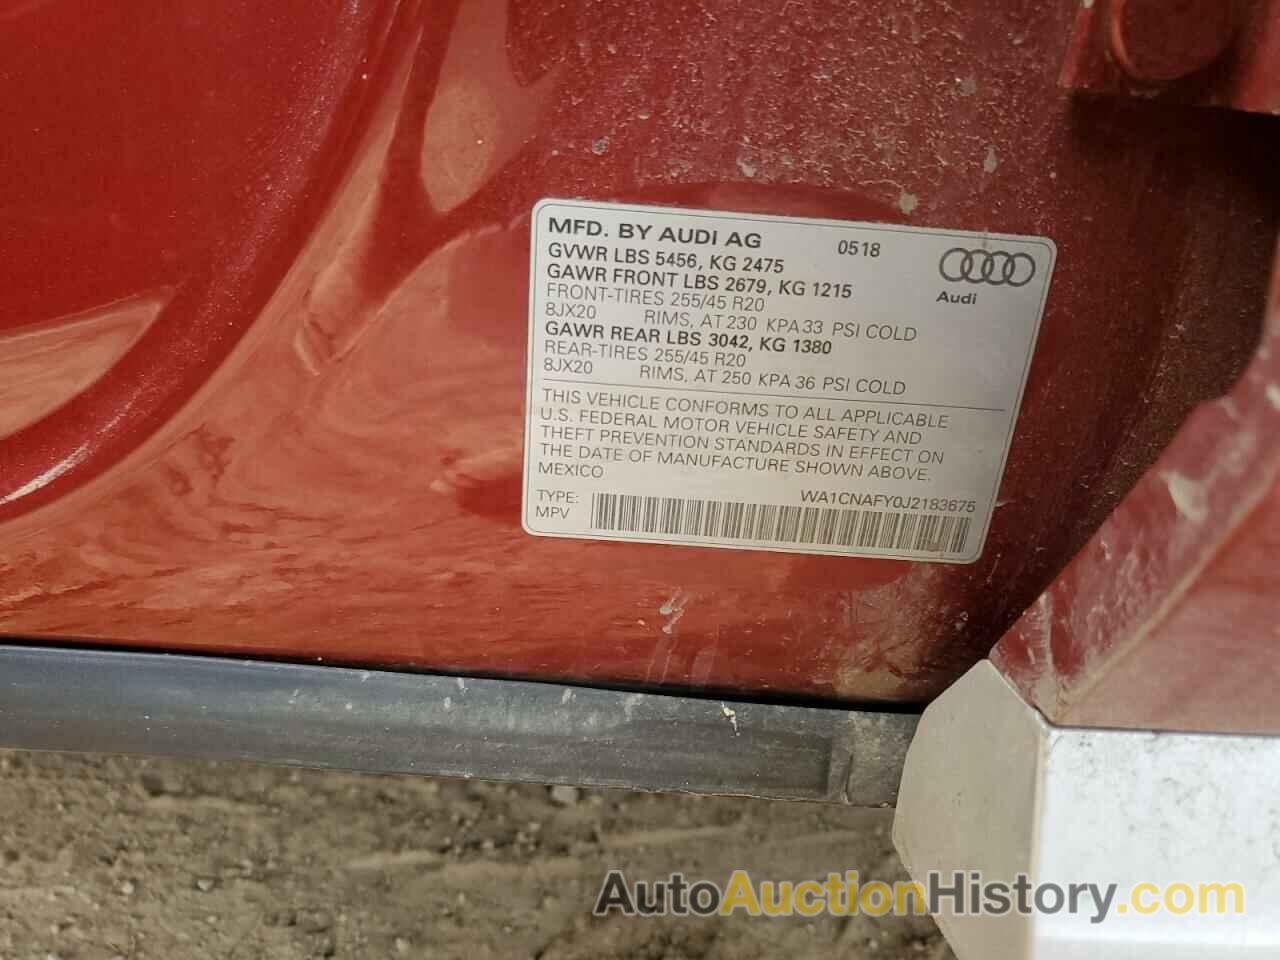 MFD. BY AUDI AG 0518
GVWR LBS 5456, KG 2475
GAWR FRONT LBS 2679, KG 1215
FRONT-TIRES 255/45 R20
8JX20 RIMS, AT 230 KPA 33 PSI COLD
GAWR REAR LBS 3042, KG 1380
REAR-TIRES 255/45 R20
8JX20 RIMS, AT 250 KPA 36 PSI COLD
Audi
THIS VEHICLE CONFORMS TO ALL APPLICABLE
U.S. FEDERAL MOTOR VEHICLE SAFETY AND
THEFT PREVENTION STANDARDS IN EFFECT ON
THE DATE OF MANUFACTURE SHOWN ABOVE.
MEXICO
WA1CNAFY0J2183675
TYPE:
MPV
AutoAuctionHistory.com